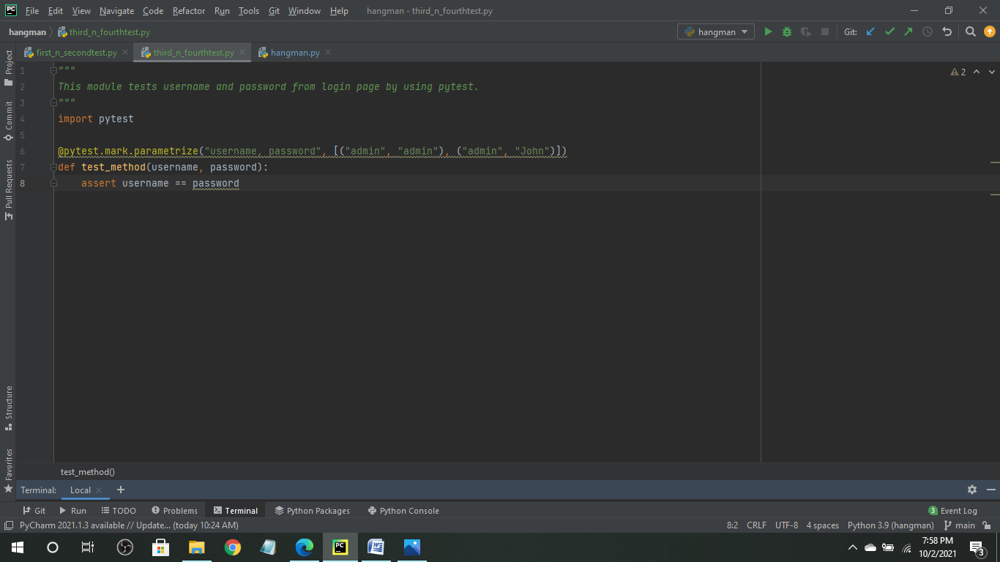 PC File Edit View Navigate Code Refactor Run Tools Git Window Help hangman - third_n_fourthtest.py
hangman third_n_fourthtest.py hangman Git:
first_n_secondtest.py third_n_fourthtest.py hangman.py
Project
Commit
Pull Requests
Structure
Favorites
1 """ 2
2 This module tests username and password from login page by using pytest.
3 """
4 import pytest
5
6 @pytest.mark.parametrize("username, password", [("admin", "admin"), ("admin", "John")])
7 def test_method(username, password):
8     assert username == password
test_method()
Terminal: Local +
Git Run TODO Problems Terminal Python Packages Python Console 3 Event Log
PyCharm 2021.1.3 available // Update... (today 10:24 AM) 8:2 CRLF UTF-8 4 spaces Python 3.9 (hangman) main
PC W 7:58 PM
10/2/2021 3